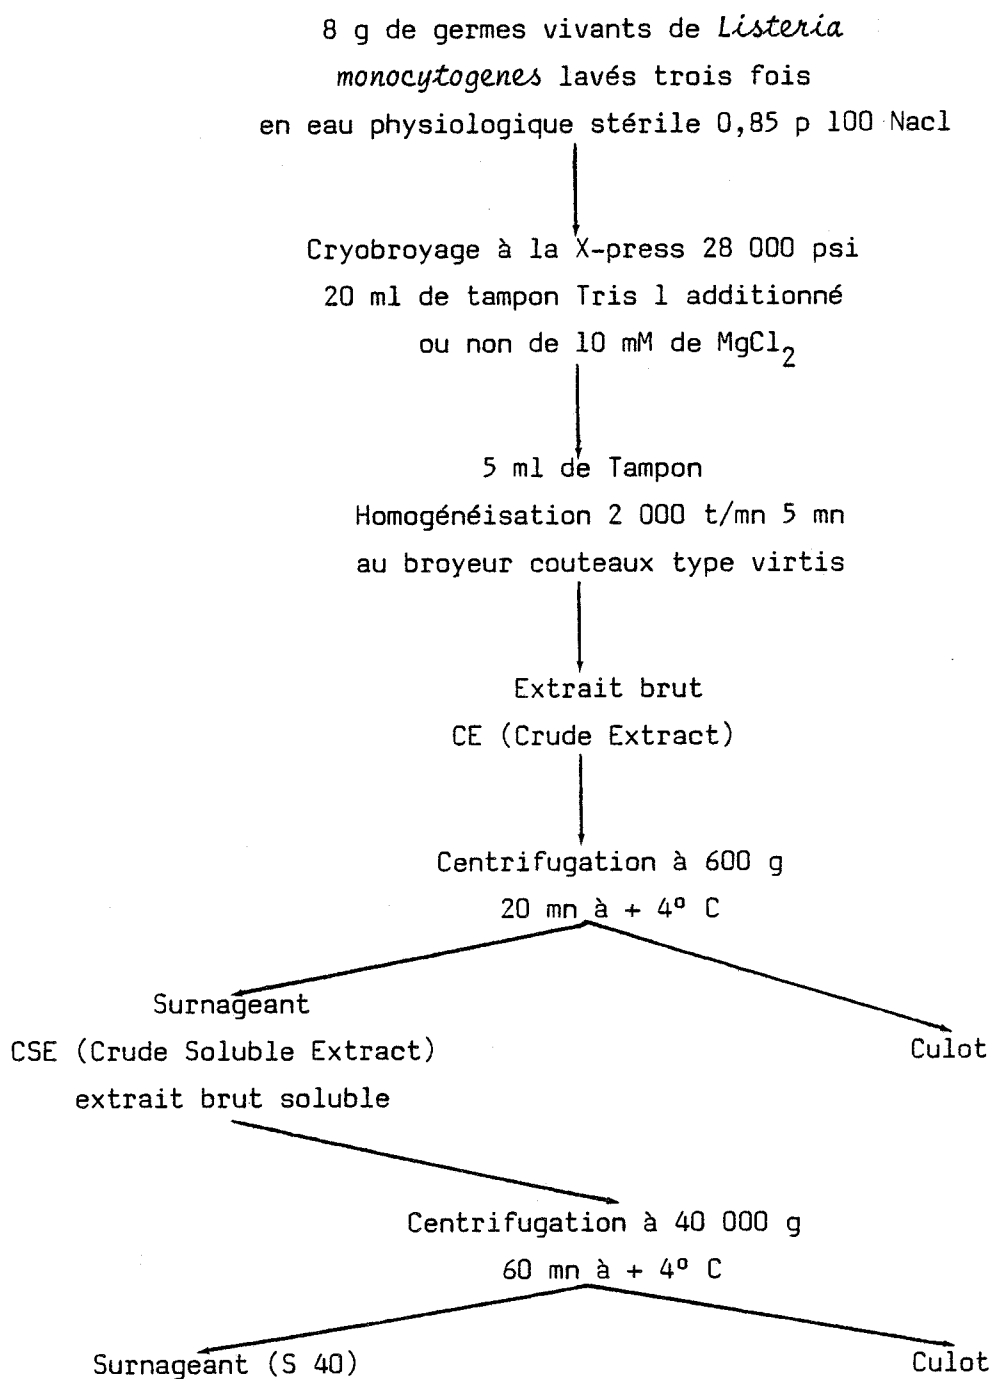 8 g de germes vivants de Listeria
monocytogenes lavés trois fois
en eau physiologique stérile 0,85 p 100 Nacl
Cryobroyage à la X-press 28 000 psi
20 ml de tampon Tris 1 additionné
ou non de 10 mM de MgCl2
5 ml de Tampon
Homogénéisation 2 000 t/mn 5 mn
au broyeur couteaux type virtis
Extrait brut
CE (Crude Extract)
Centrifugation à 600 g
20 mn à + 4º C
Surnageant
CSE (Crude Soluble Extract)
extrait brut soluble
Culot
Centrifugation à 40 000 g
60 mn à + 4º C
Surnageant (S 40)
Culot